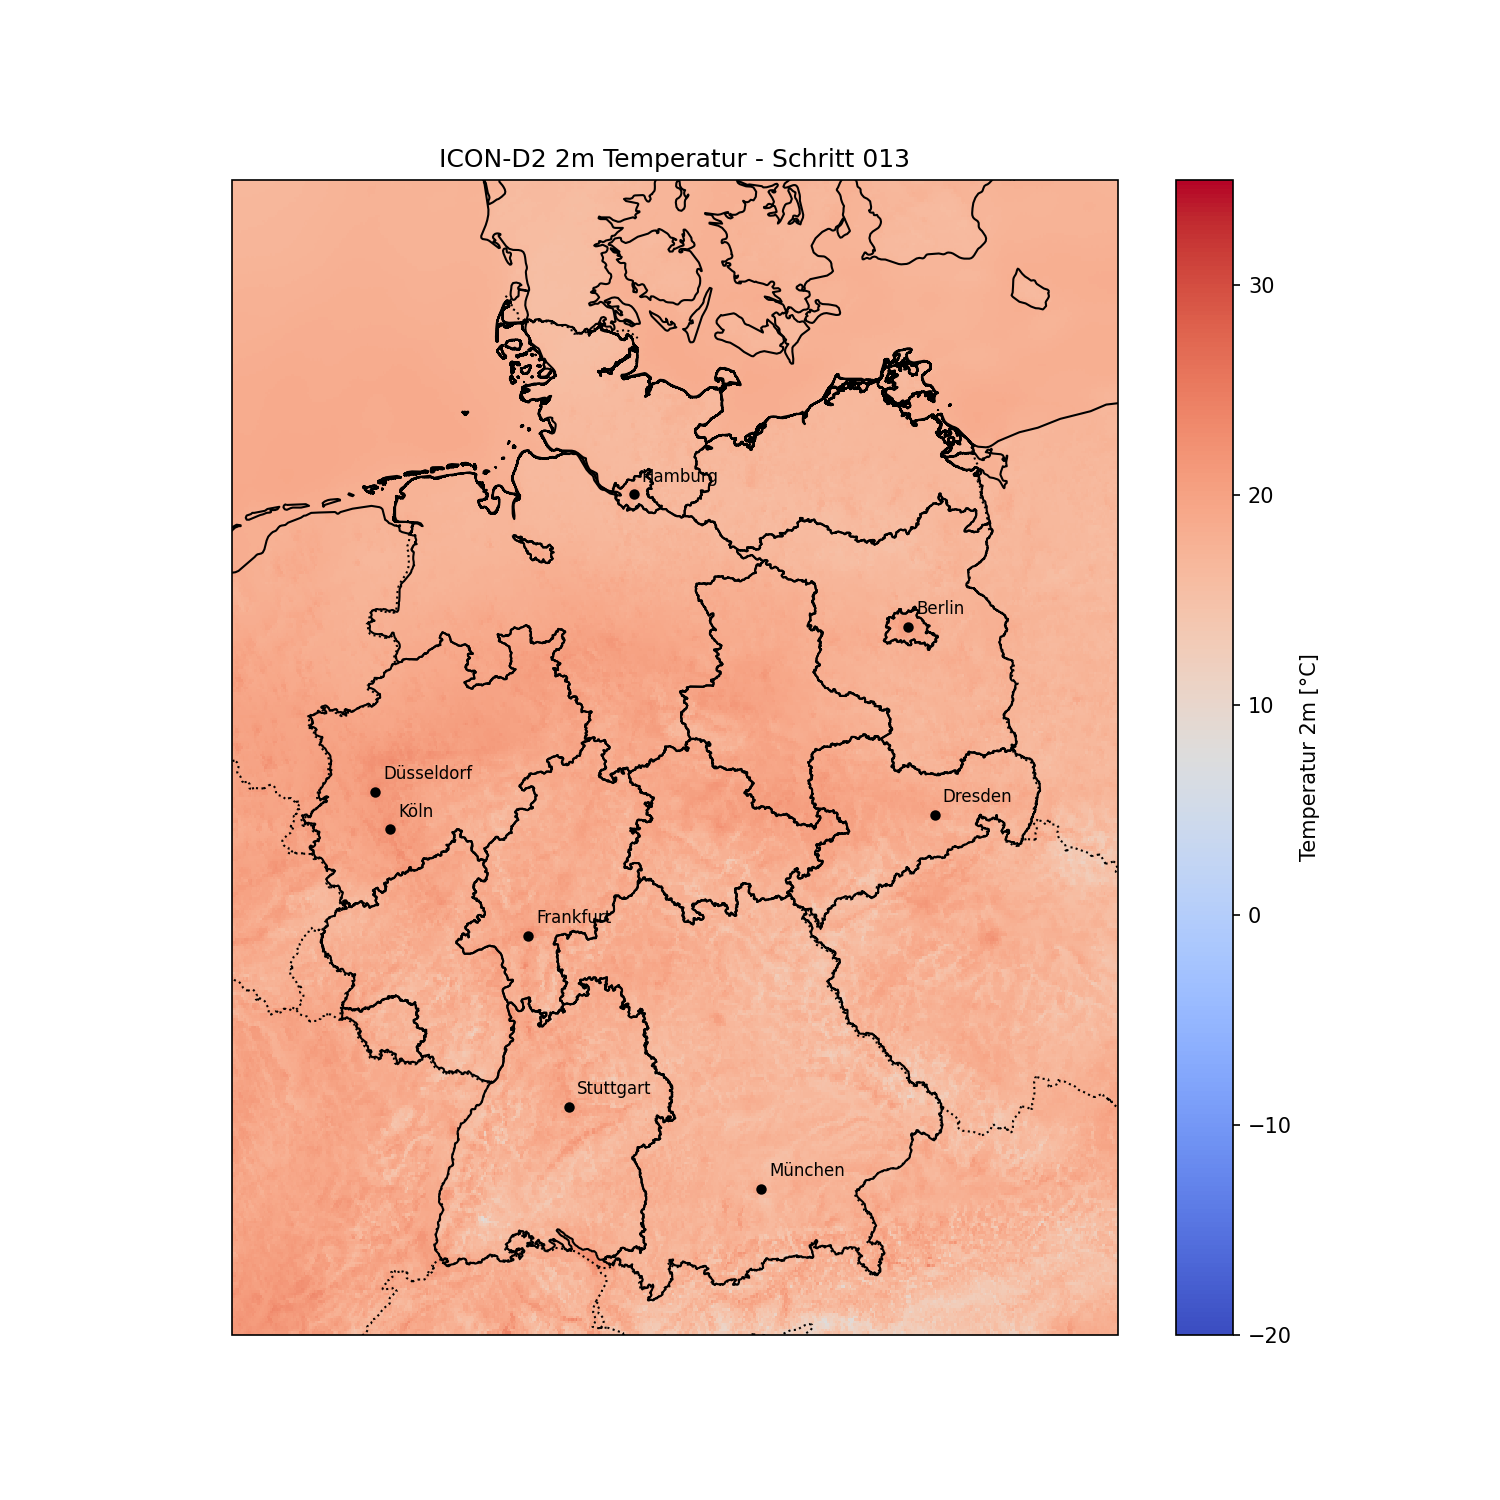 ICON-D2 2m Temperatur - Schritt 013
Hamburg
Berlin
Düsseldorf
Köln
Dresden
Frankfurt
Stuttgart
München
30
20
10
0
−10
−20
Temperatur 2m [°C]